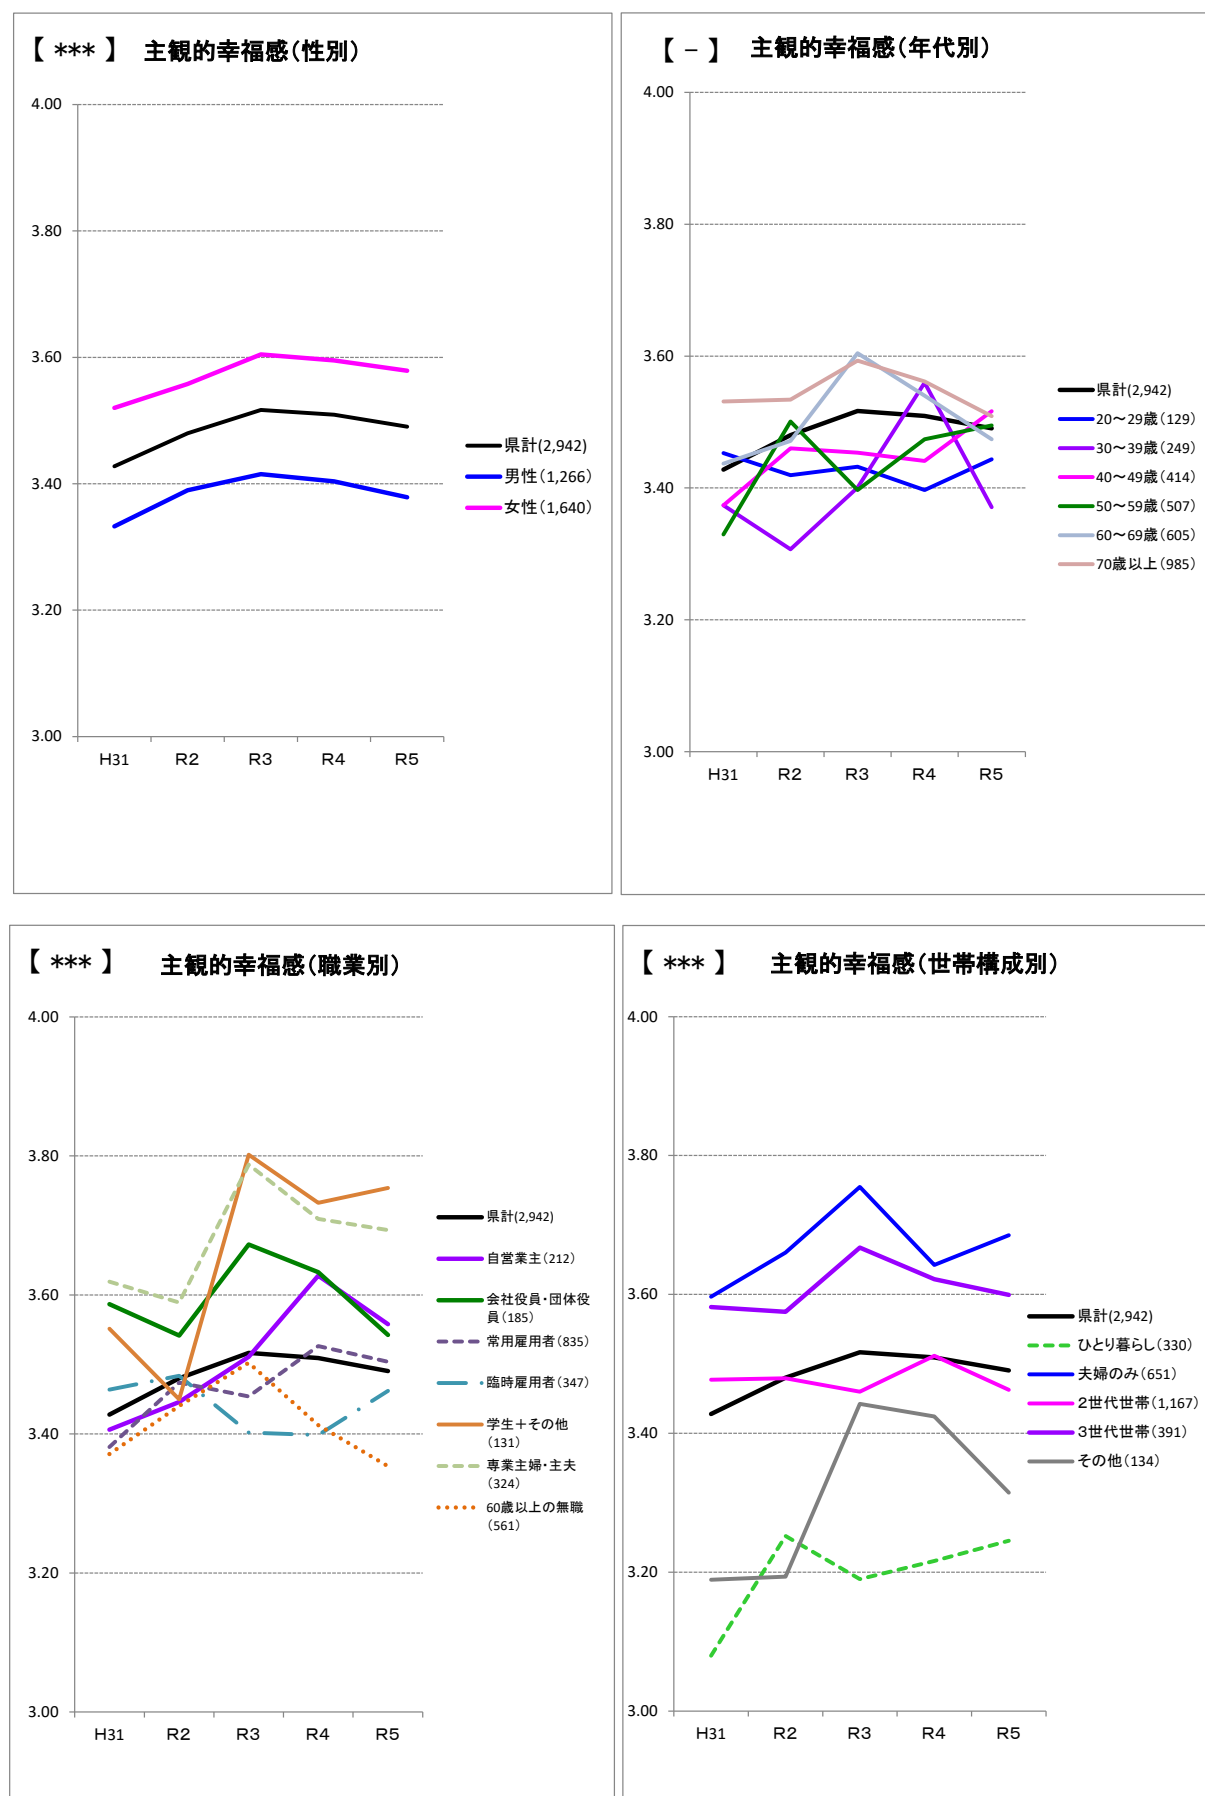 【 *** 】 主観的幸福感(性別)
4.00
3.80
3.60
3.40
3.20
3.00
H31 R2 R3 R4 R5
県計(2,942)
男性(1,266)
女性(1,640)
【 － 】 主観的幸福感(年代別)
4.00
3.80
3.60
3.40
3.20
3.00
H31 R2 R3 R4 R5
県計(2,942)
20～29歳(129)
30～39歳(249)
40～49歳(414)
50～59歳(507)
60～69歳(605)
70歳以上(985)
【 *** 】 主観的幸福感(職業別)
4.00
3.80
3.60
3.40
3.20
3.00
H31 R2 R3 R4 R5
県計(2,942)
自営業主(212)
会社役員・団体役
員(185)
常用雇用者(835)
臨時雇用者(347)
学生＋その他
(131)
専業主婦・主夫
(324)
60歳以上の無職
(561)
【 *** 】 主観的幸福感(世帯構成別)
4.00
3.80
3.60
3.40
3.20
3.00
H31 R2 R3 R4 R5
県計(2,942)
ひとり暮らし(330)
夫婦のみ(651)
2世代世帯(1,167)
3世代世帯(391)
その他(134)